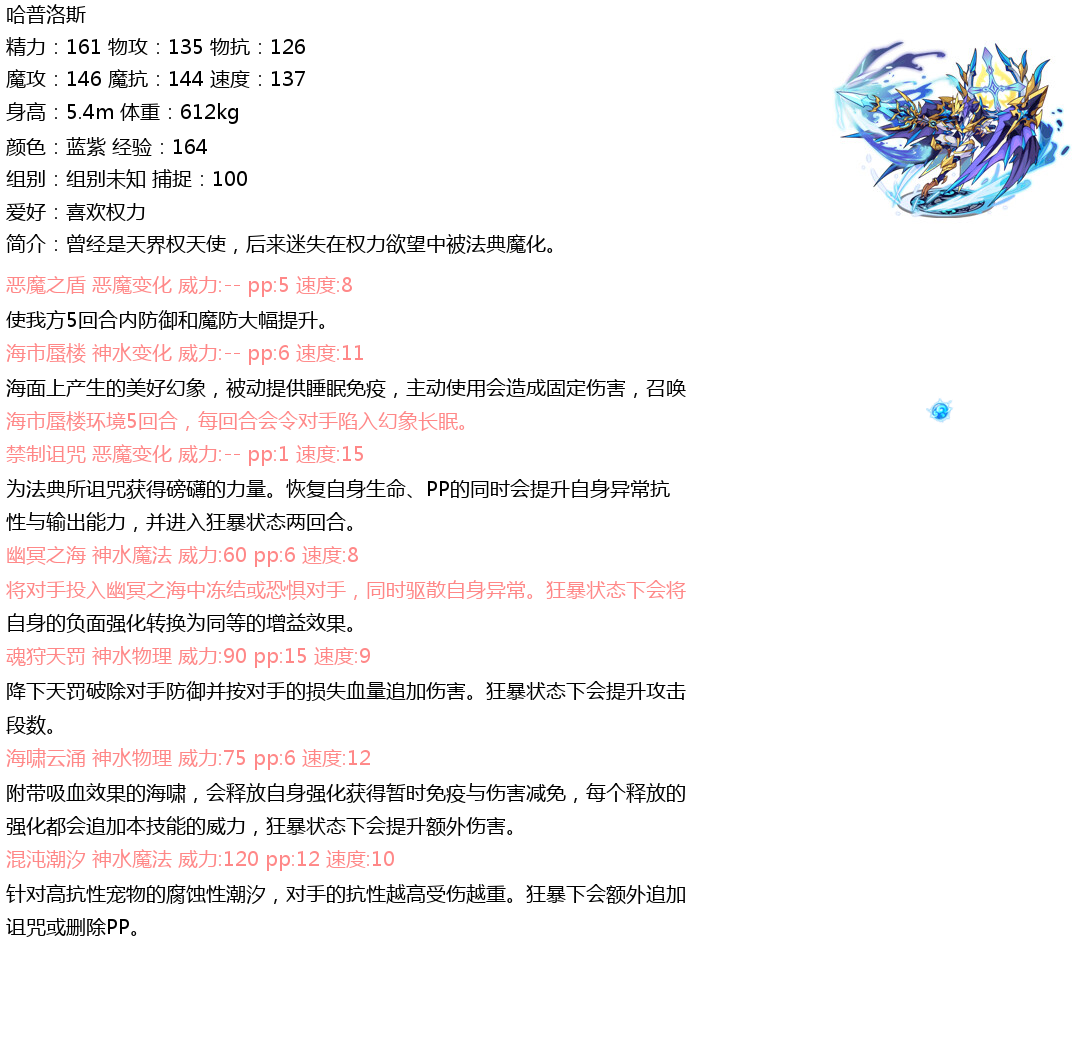 哈普洛斯
精力：161 物攻：135 物抗：126
魔攻：146 魔抗：144 速度：137
身高：5.4m 体重：612kg
颜色：蓝紫 经验：164
组别：组别未知 捕捉：100
爱好：喜欢权力
简介：曾经是天界权天使，后来迷失在权力欲望中被法典魔化。
恶魔之盾 恶魔变化 威力:-- pp:5 速度:8
使我方5回合内防御和魔防大幅提升。
海市蜃楼 神水变化 威力:-- pp:6 速度:11
海面上产生的美好幻象，被动提供睡眠免疫，主动使用会造成固定伤害，召唤
海市蜃楼环境5回合，每回合会令对手陷入幻象长眠。
禁制诅咒 恶魔变化 威力:-- pp:1 速度:15
为法典所诅咒获得磅礴的力量。恢复自身生命、PP的同时会提升自身异常抗
性与输出能力，并进入狂暴状态两回合。
幽冥之海 神水魔法 威力:60 pp:6 速度:8
将对手投入幽冥之海中冻结或恐惧对手，同时驱散自身异常。狂暴状态下会将
自身的负面强化转换为同等的增益效果。
魂狩天罚 神水物理 威力:90 pp:15 速度:9
降下天罚破除对手防御并按对手的损失血量追加伤害。狂暴状态下会提升攻击
段数。
海啸云涌 神水物理 威力:75 pp:6 速度:12
附带吸血效果的海啸，会释放自身强化获得暂时免疫与伤害减免，每个释放的
强化都会追加本技能的威力，狂暴状态下会提升额外伤害。
混沌潮汐 神水魔法 威力:120 pp:12 速度:10
针对高抗性宠物的腐蚀性潮汐，对手的抗性越高受伤越重。狂暴下会额外追加
诅咒或删除PP。